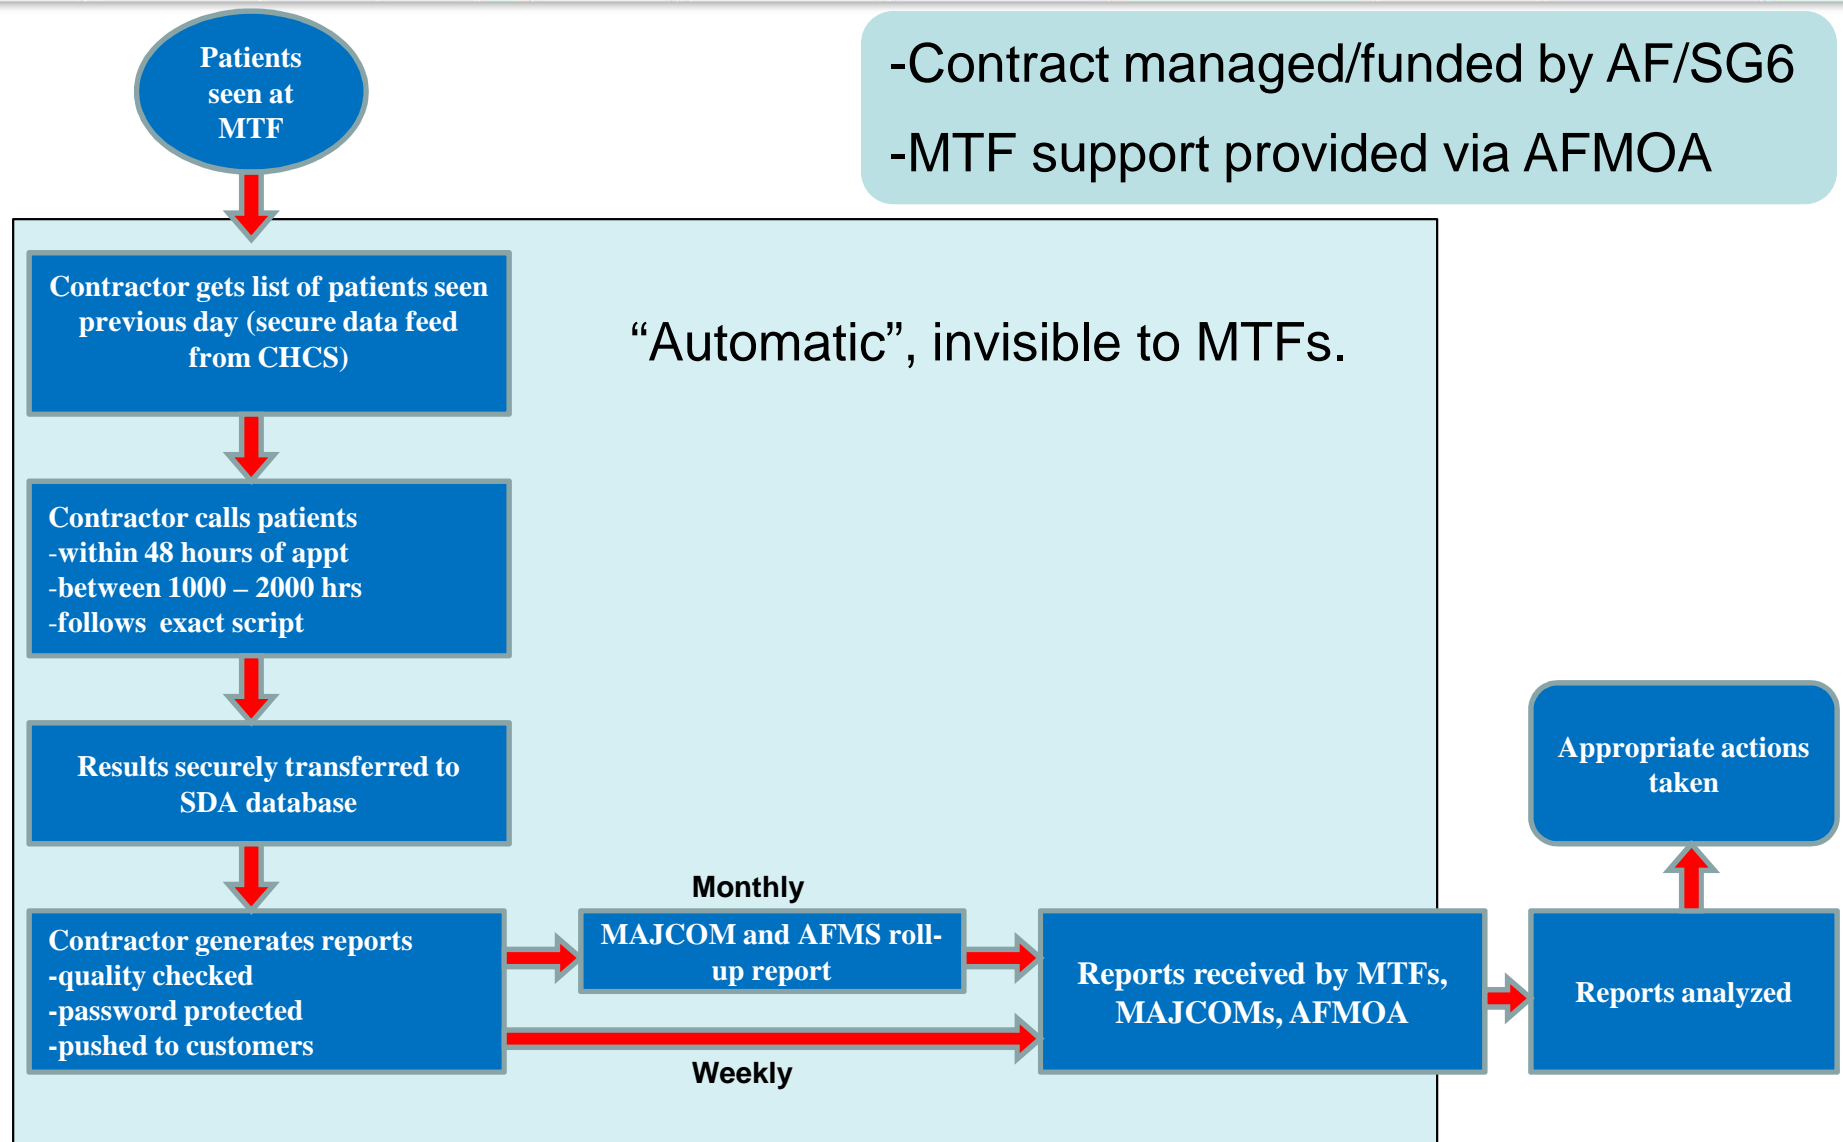 Patients
seen at
MTF
-Contract managed/funded by AF/SG6
-MTF support provided via AFMOA
Contractor gets list of patients seen
previous day (secure data feed
from CHCS)
“Automatic”, invisible to MTFs.
Contractor calls patients
-within 48 hours of appt
-between 1000 – 2000 hrs
-follows  exact script
Results securely transferred to
SDA database
Contractor generates reports
-quality checked
-password protected
-pushed to customers
Monthly
MAJCOM and AFMS roll-
up report
Weekly
Reports received by MTFs,
MAJCOMs, AFMOA
Reports analyzed
Appropriate actions
taken